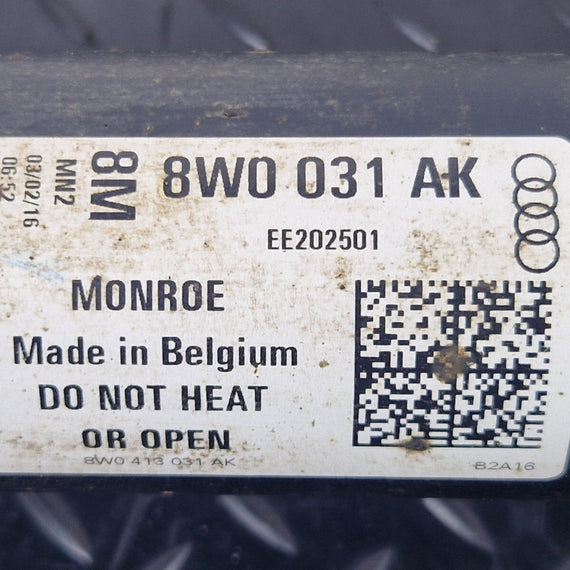 8W0 031 AK
8M
MN2
03/02/16
06:52
EE202501
MONROE
Made in Belgium
DO NOT HEAT
OR OPEN
8W0 413 031 AK
B2A16